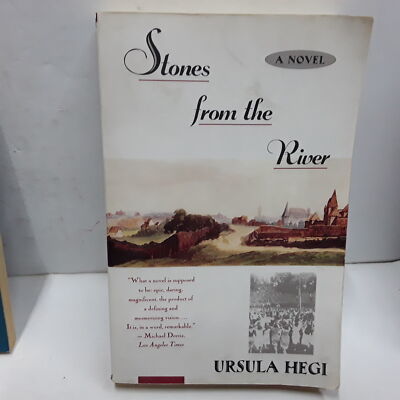 Stones
A NOVEL
from the
River
"What a novel is supposed
to be: epic, daring,
magnificent, the product of
a defining and
mesmerizing vision....
It is, in a word, remarkable."
— Michael Dorris,
Los Angeles Times
URSULA HEGI